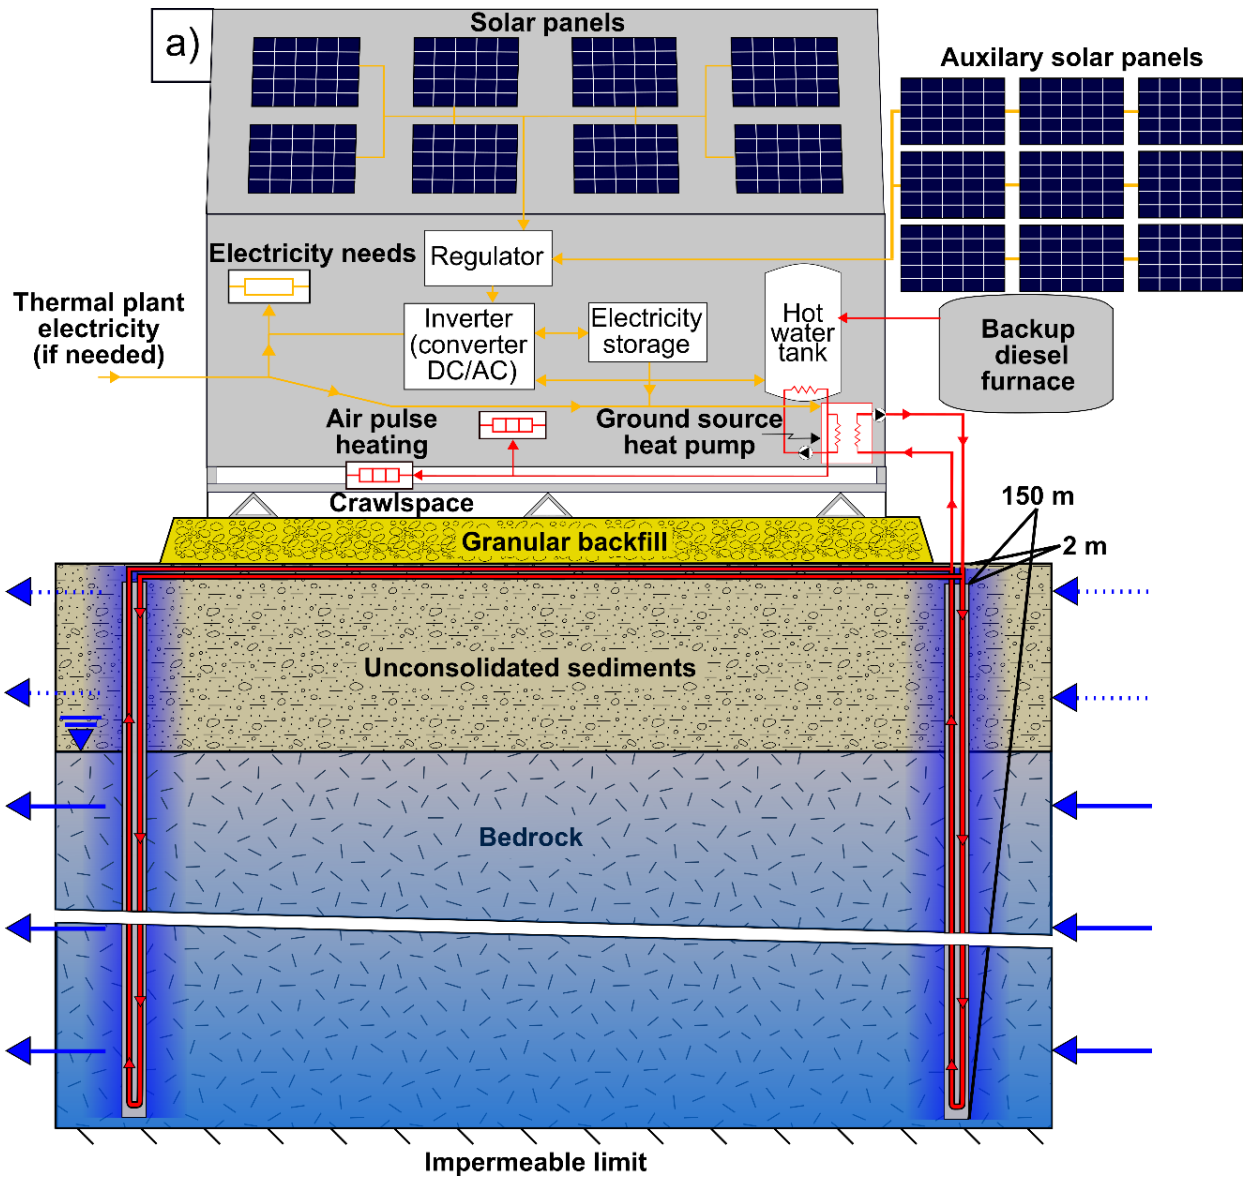 a)
Solar panels
Auxilary solar panels
Electricity needs
Regulator
Thermal plant
electricity
(if needed)
Inverter
(converter
DC/AC)
Electricity
storage
Hot
water
tank
Backup
diesel
furnace
Air pulse
heating
Ground source
heat pump
Crawlspace
150 m
2 m
Granular backfill
Unconsolidated sediments
Bedrock
Impermeable limit